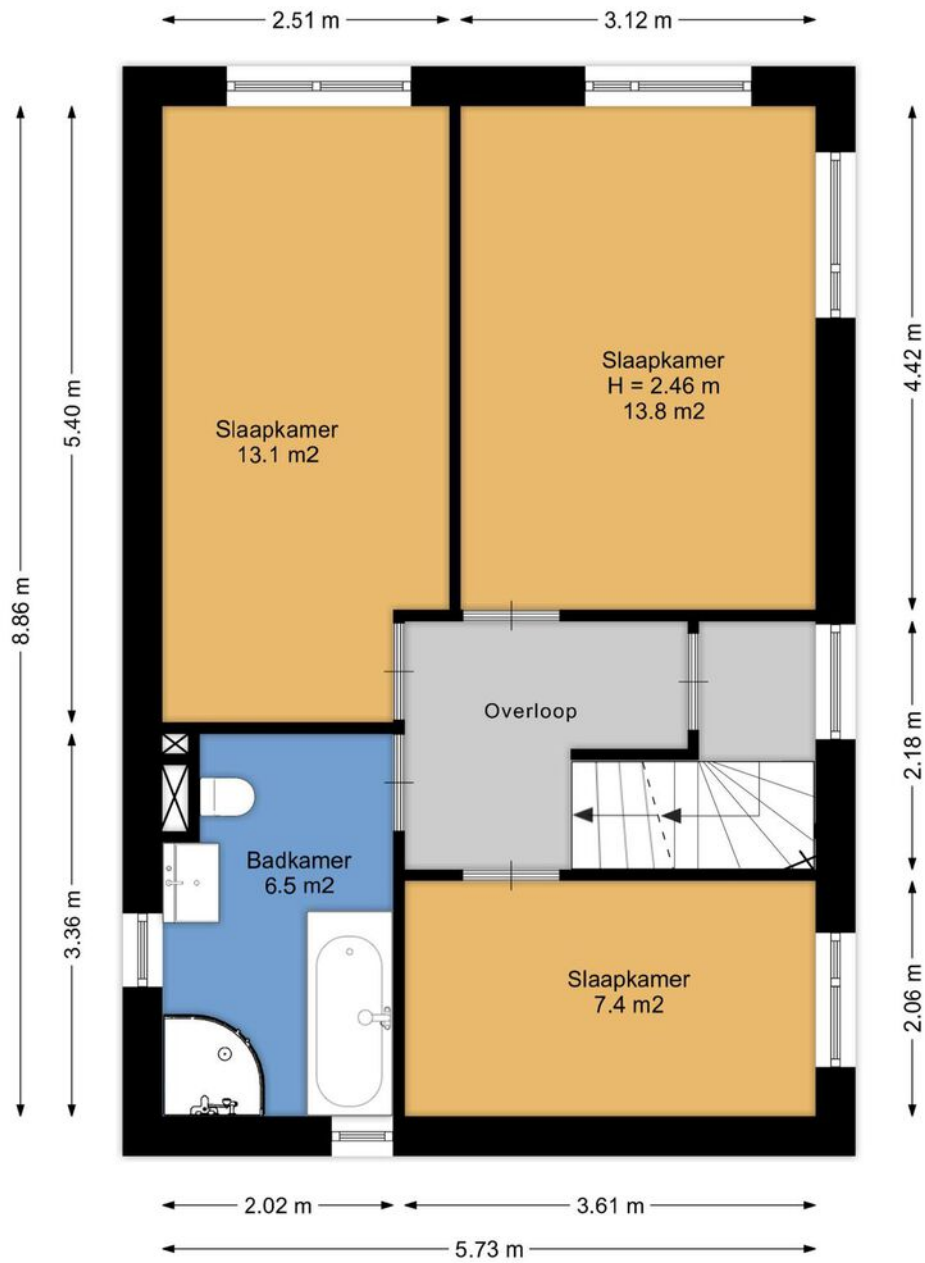 2.51 m
3.12 m
8.86 m
5.40 m
4.42 m
Slaapkamer
H = 2.46 m
13.8 m2
Slaapkamer
13.1 m2
Overloop
2.18 m
Badkamer
6.5 m2
3.36 m
Slaapkamer
7.4 m2
2.06 m
2.02 m
3.61 m
5.73 m